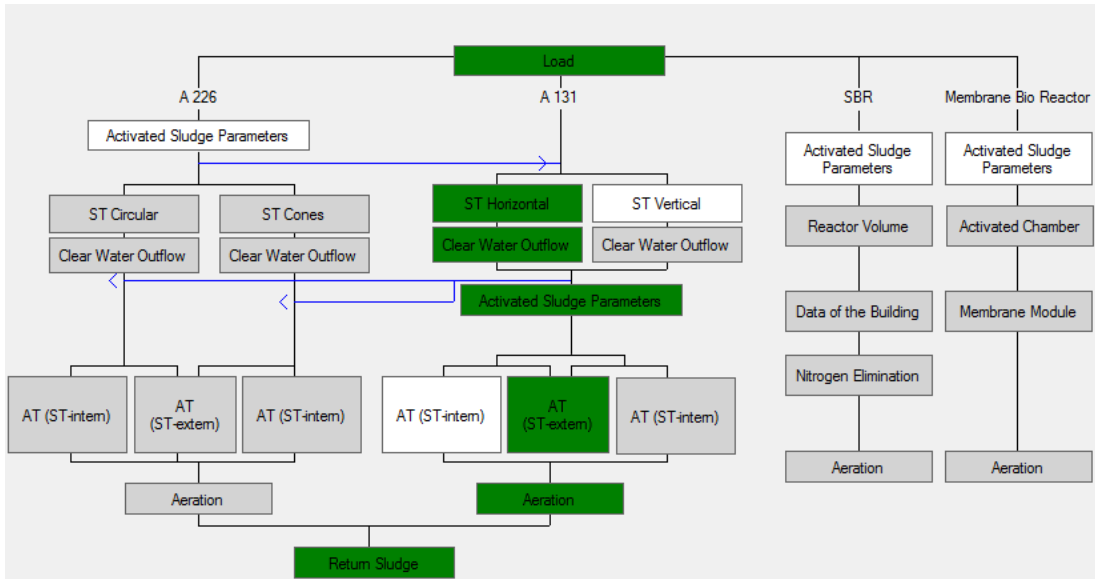 Load
A 226
A 131
SBR
Membrane Bio Reactor
Activated Sludge Parameters
Activated Sludge
Parameters
Activated Sludge
Parameters
ST Circular
ST Cones
ST Horizontal
ST Vertical
Reactor Volume
Activated Chamber
Clear Water Outflow
Clear Water Outflow
Clear Water Outflow
Clear Water Outflow
Activated Sludge Parameters
Data of the Building
Membrane Module
Nitrogen Elimination
AT (ST-intern)
AT
(ST-extern)
AT (ST-intern)
AT (ST-intern)
AT
(ST-extern)
AT (ST-intern)
Aeration
Aeration
Aeration
Aeration
Return Sludge